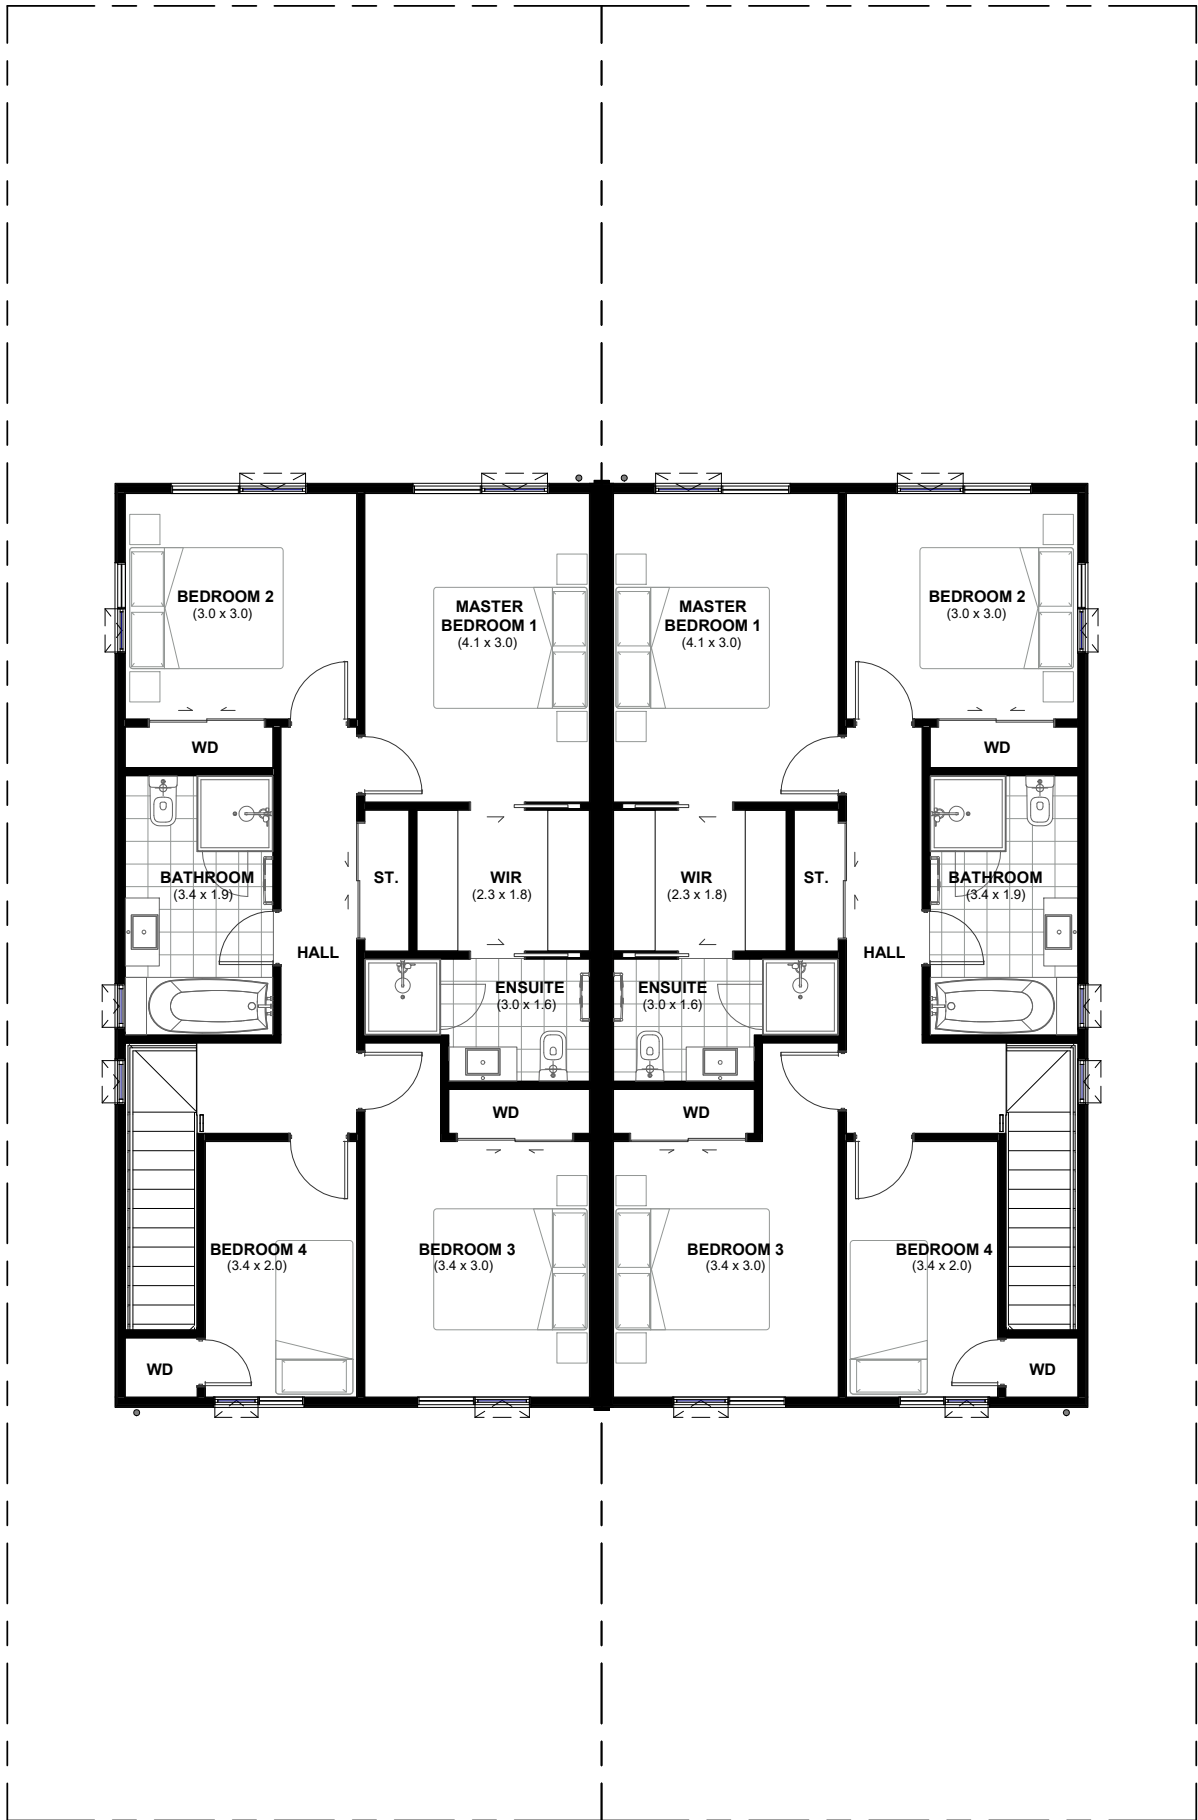 BEDROOM 2
(3.0 x 3.0)
MASTER
BEDROOM 1
(4.1 x 3.0)
MASTER
BEDROOM 1
(4.1 x 3.0)
BEDROOM 2
(3.0 x 3.0)
WD
WD
BATHROOM
(3.4 x 1.9)
ST.
WIR
(2.3 x 1.8)
WIR
(2.3 x 1.8)
ST.
BATHROOM
(3.4 x 1.9)
HALL
HALL
ENSUITE
(3.0 x 1.6)
ENSUITE
(3.0 x 1.6)
WD
WD
BEDROOM 4
(3.4 x 2.0)
BEDROOM 3
(3.4 x 3.0)
BEDROOM 3
(3.4 x 3.0)
BEDROOM 4
(3.4 x 2.0)
WD
WD